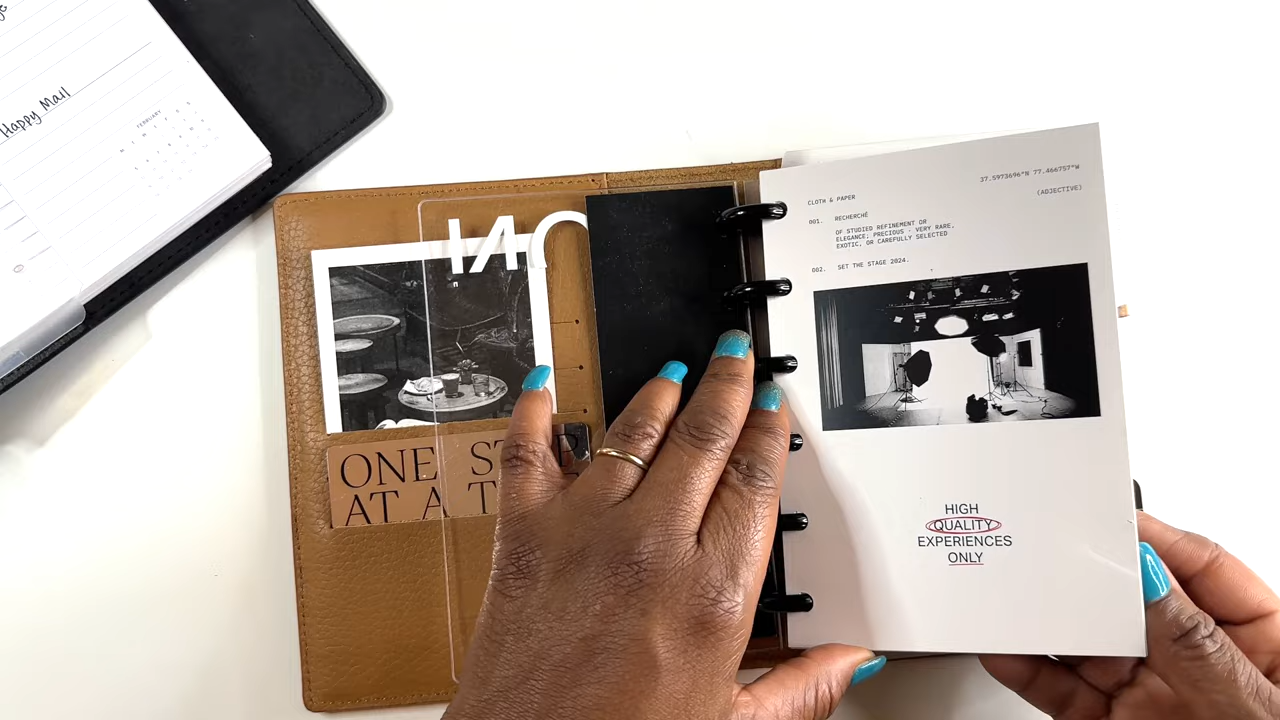 Happy Mail
FEBRUARY
ONE STEP
AT A T
CLOTH & PAPER
37.5973696°N 77.466757°W
(ADJECTIVE)
001. RECHERCHÉ
OF STUDIED REFINEMENT OR
ELEGANCE; PRECIOUS - VERY RARE,
EXOTIC, OR CAREFULLY SELECTED
002. SET THE STAGE 2024.
HIGH
QUALITY
EXPERIENCES
ONLY